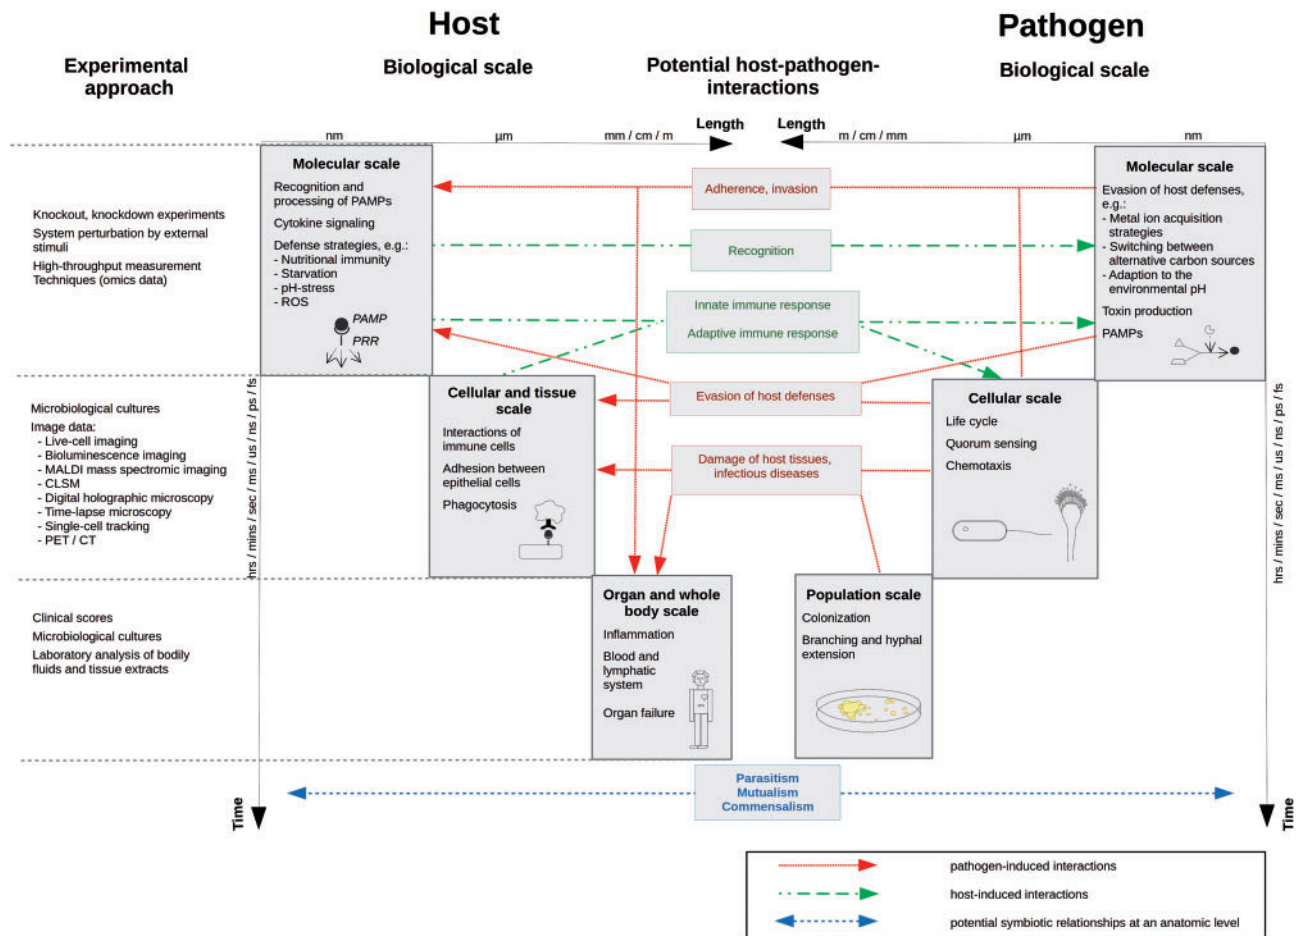 Host
Pathogen
Experimental
approach
Biological scale
Potential host-pathogen-
interactions
Biological scale
nm
µm
mm / cm / m
Length
Length
m / cm / mm
µm
nm
Knockout, knockdown experiments
System perturbation by external
stimuli
High-throughput measurement
Techniques (omics data)
Molecular scale
Recognition and
processing of PAMPs
Cytokine signaling
Defense strategies, e.g.:
- Nutritional immunity
- Starvation
- pH-stress
- ROS
PAMP
PRR
Adherence, invasion
Recognition
Innate immune response
Adaptive immune response
Evasion of host defenses
Damage of host tissues,
infectious diseases
Molecular scale
Evasion of host defenses,
e.g.:
- Metal ion acquisition
strategies
- Switching between
alternative carbon sources
- Adaption to the
environmental pH
Toxin production
PAMPs
Microbiological cultures
Image data:
- Live-cell imaging
- Bioluminescence imaging
- MALDI mass spectromic imaging
- CLSM
- Digital holographic microscopy
- Time-lapse microscopy
- Single-cell tracking
- PET / CT
hrs / mins / sec / ms / us / ns / ps / fs
Cellular and tissue
scale
Interactions of
immune cells
Adhesion between
epithelial cells
Phagocytosis
Cellular scale
Life cycle
Quorum sensing
Chemotaxis
hrs / mins / sec / ms / us / ns / ps / fs
Clinical scores
Microbiological cultures
Laboratory analysis of bodily
fluids and tissue extracts
Organ and whole
body scale
Inflammation
Blood and
lymphatic
system
Organ failure
Population scale
Colonization
Branching and hyphal
extension
Time
Parasitism
Mutualism
Commensalism
Time
pathogen-induced interactions
host-induced interactions
potential symbiotic relationships at an anatomic level